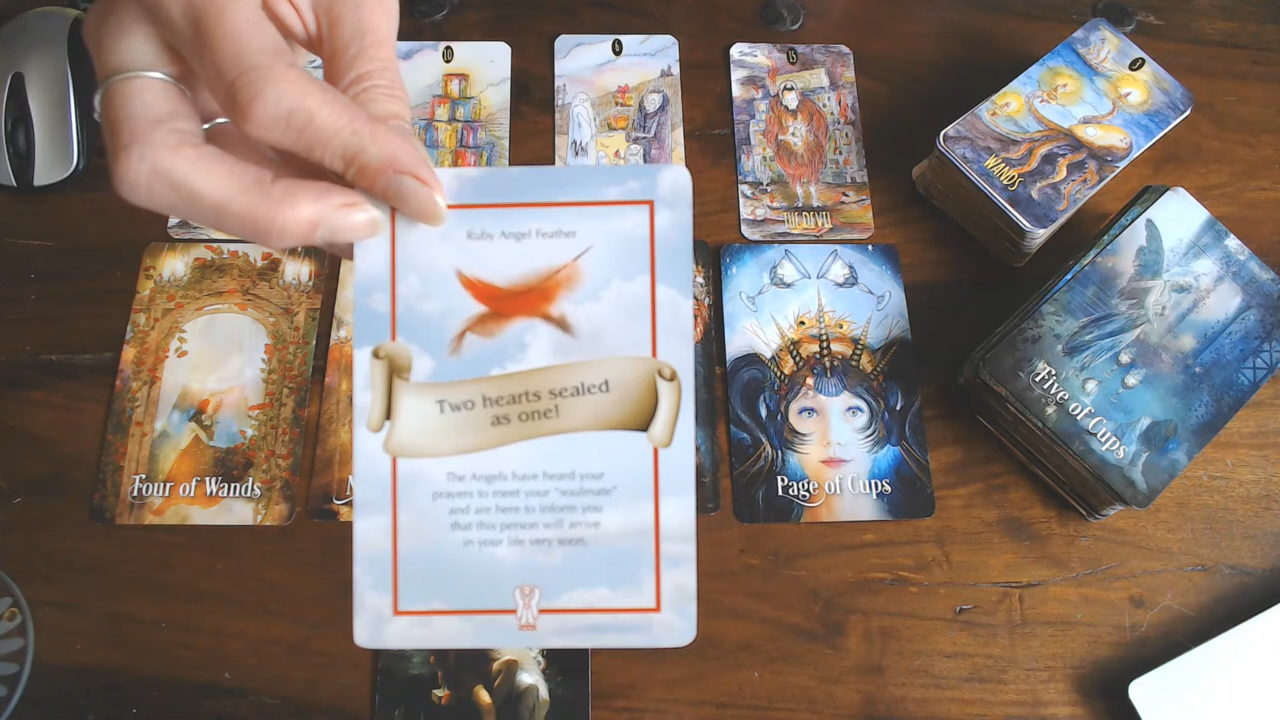 10
6
15
THE DEVIL
3
WANDS
Ruby Angel Feather
Two hearts sealed
as one!
The Angels have heard your
prayers to meet your "soulmate"
and are here to inform you
that this person will arrive
in your life very soon.
Four of Wands
Page of Cups
Five of Cups